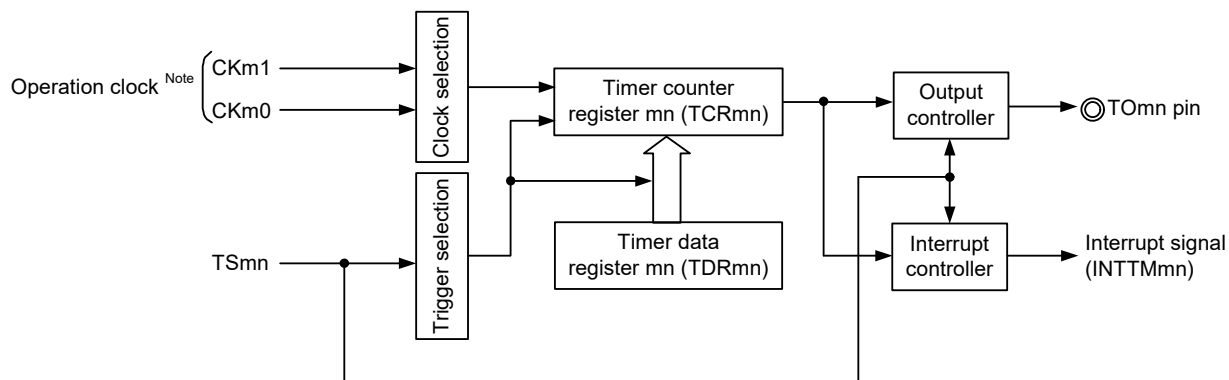 Operation clock Note
CKm1
CKm0
Clock selection
Timer counter
register mn (TCRmn)
Output
controller
TOmn pin
TSmn
Trigger selection
Timer data
register mn (TDRmn)
Interrupt
controller
Interrupt signal
(INTTMmn)